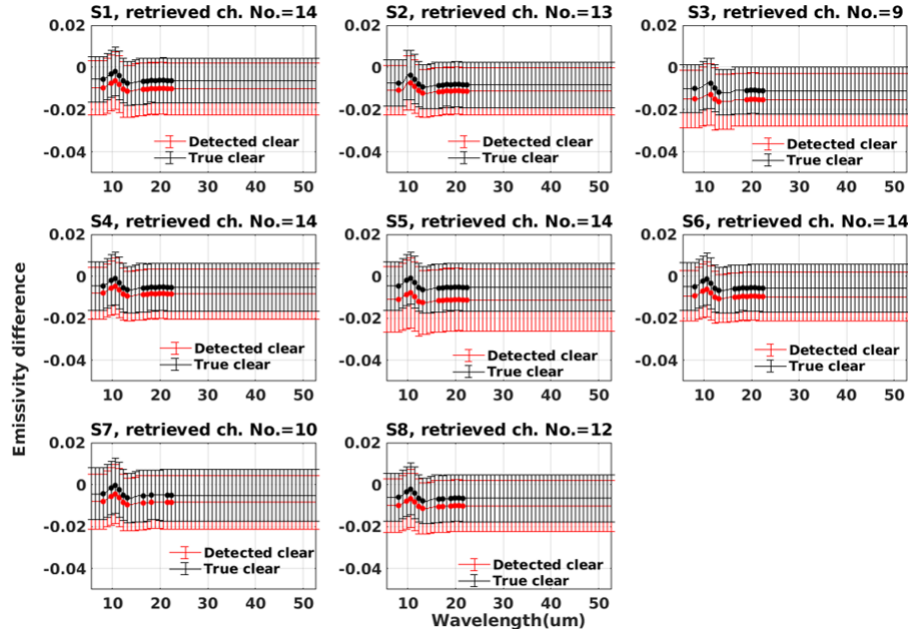 S1, retrieved ch. No.=14
S2, retrieved ch. No.=13
S3, retrieved ch. No.=9
0.02
0
-0.02
-0.04
Detected clear
True clear
10 20 30 40 50
0.02
0
-0.02
-0.04
Detected clear
True clear
10 20 30 40 50
0.02
0
-0.02
-0.04
Detected clear
True clear
10 20 30 40 50
Emissivity difference
S4, retrieved ch. No.=14
S5, retrieved ch. No.=14
S6, retrieved ch. No.=14
0.02
0
-0.02
-0.04
Detected clear
True clear
10 20 30 40 50
0.02
0
-0.02
-0.04
Detected clear
True clear
10 20 30 40 50
0.02
0
-0.02
-0.04
Detected clear
True clear
10 20 30 40 50
S7, retrieved ch. No.=10
S8, retrieved ch. No.=12
0.02
0
-0.02
-0.04
Detected clear
True clear
10 20 30 40 50
0.02
0
-0.02
-0.04
Detected clear
True clear
10 20 30 40 50
Wavelength(um)